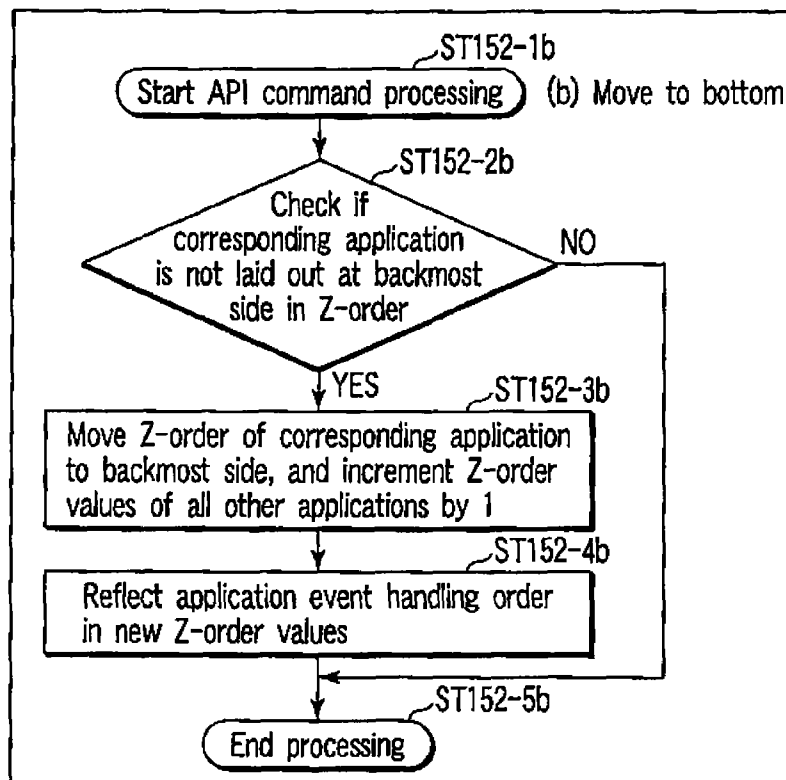 ST152-1b
Start API command processing (b) Move to bottom
ST152-2b
Check if
corresponding application
is not laid out at backmost
side in Z-order
NO
YES
ST152-3b
Move Z-order of corresponding application
to backmost side, and increment Z-order
values of all other applications by 1
ST152-4b
Reflect application event handling order
in new Z-order values
ST152-5b
End processing